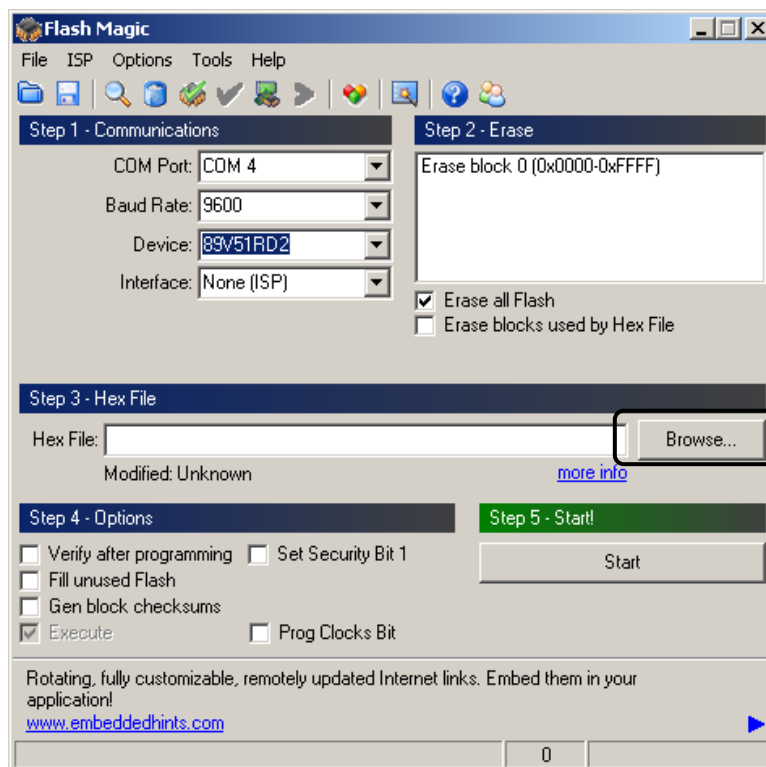 Flash Magic
File ISP Options Tools Help
Step 1 - Communications
COM Port: COM 4
Baud Rate: 9600
Device: 89V51RD2
Interface: None (ISP)
Step 2 - Erase
Erase block 0 (0x0000-0xFFFF)
Erase all Flash
Erase blocks used by Hex File
Step 3 - Hex File
Hex File: Browse...
Modified: Unknown more info
Step 4 - Options
Verify after programming Set Security Bit 1
Fill unused Flash
Gen block checksums
Execute Prog Clocks Bit
Step 5 - Start!
Start
Rotating, fully customizable, remotely updated Internet links. Embed them in your
application!
www.embeddedhints.com
0